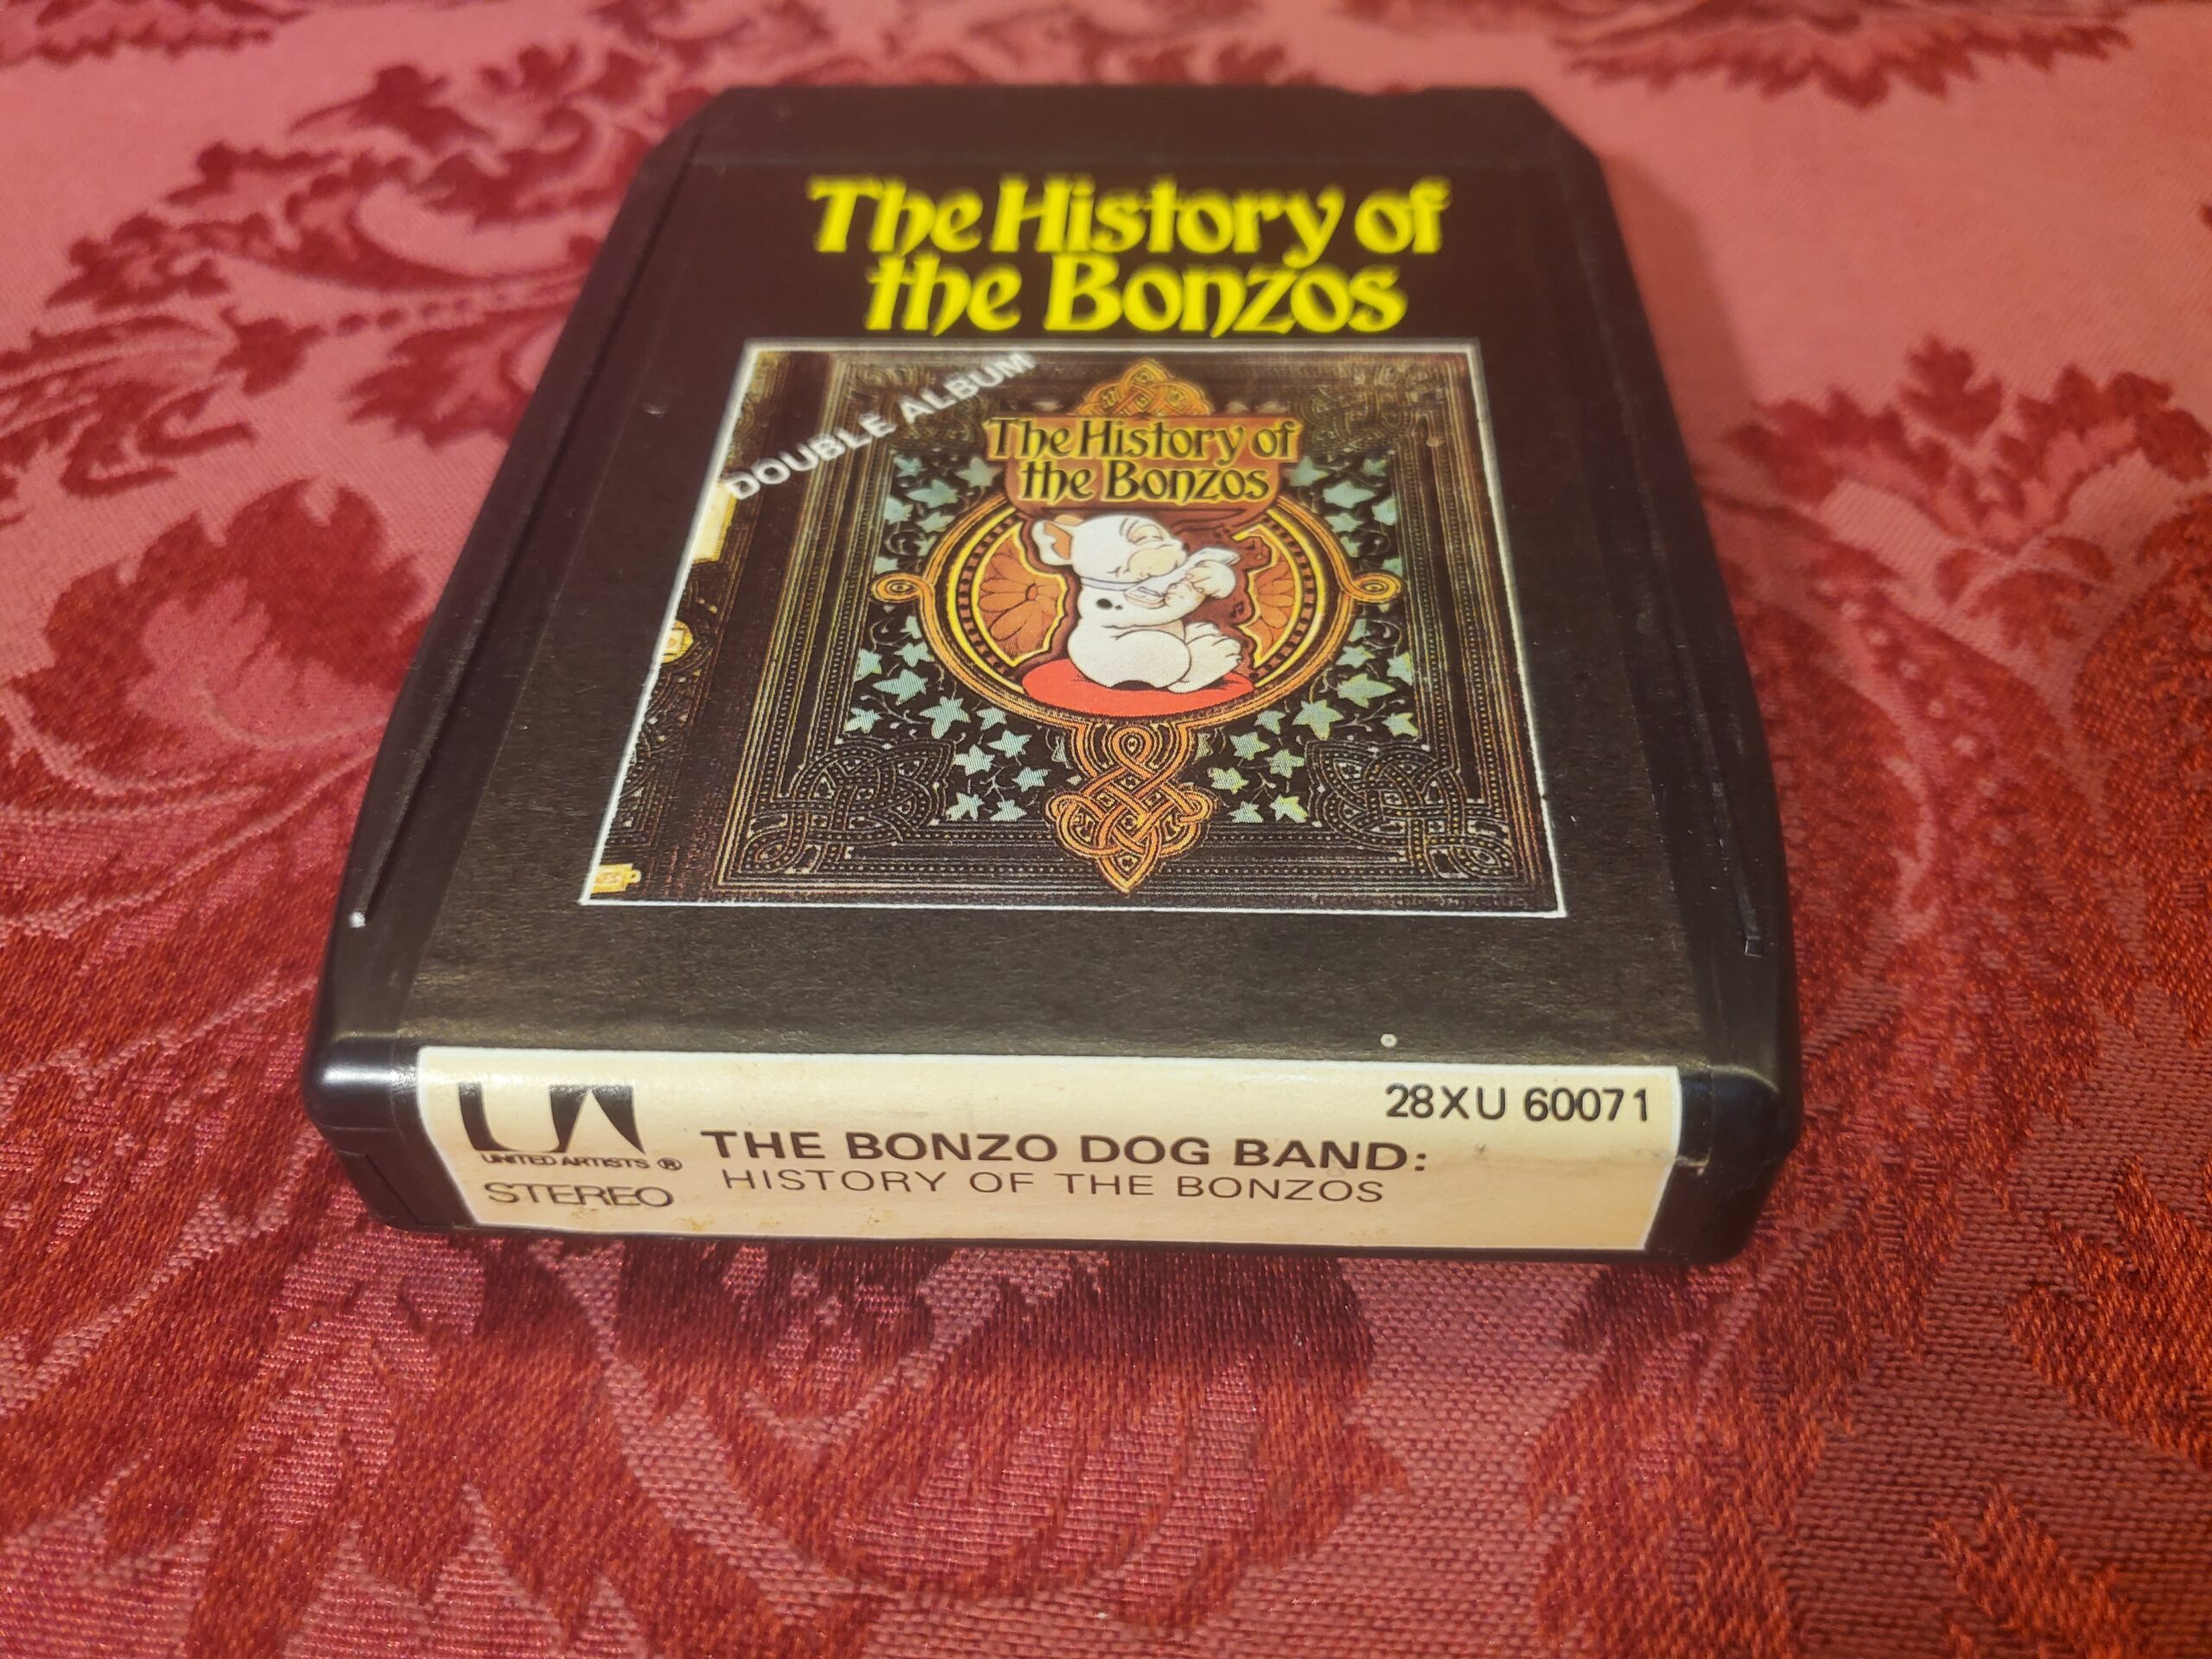 The History of
the Bonzos
DOUBLE ALBUM
The History of
the Bonzos
UA
UNITED ARTISTS ®
STEREO
28XU 60071
THE BONZO DOG BAND:
HISTORY OF THE BONZOS